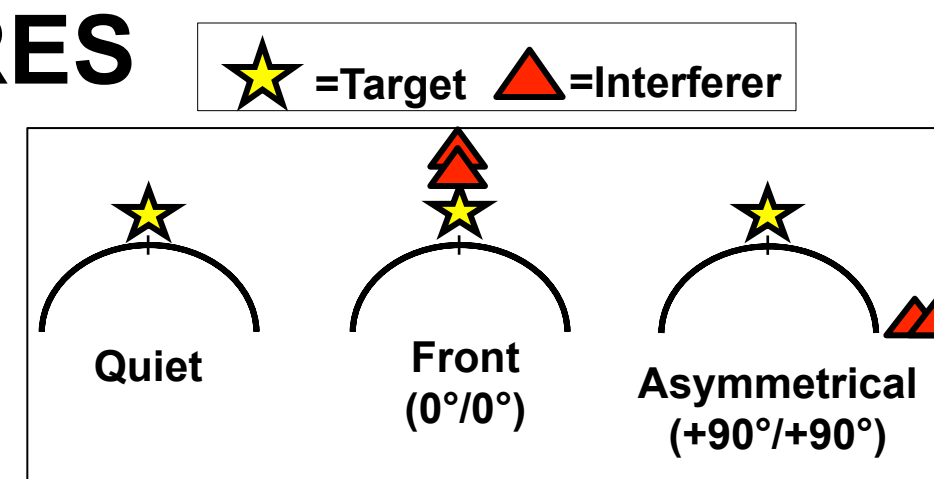 RES
=Target =Interferer
Quiet
Front
(0°/0°)
Asymmetrical
(+90°/+90°)